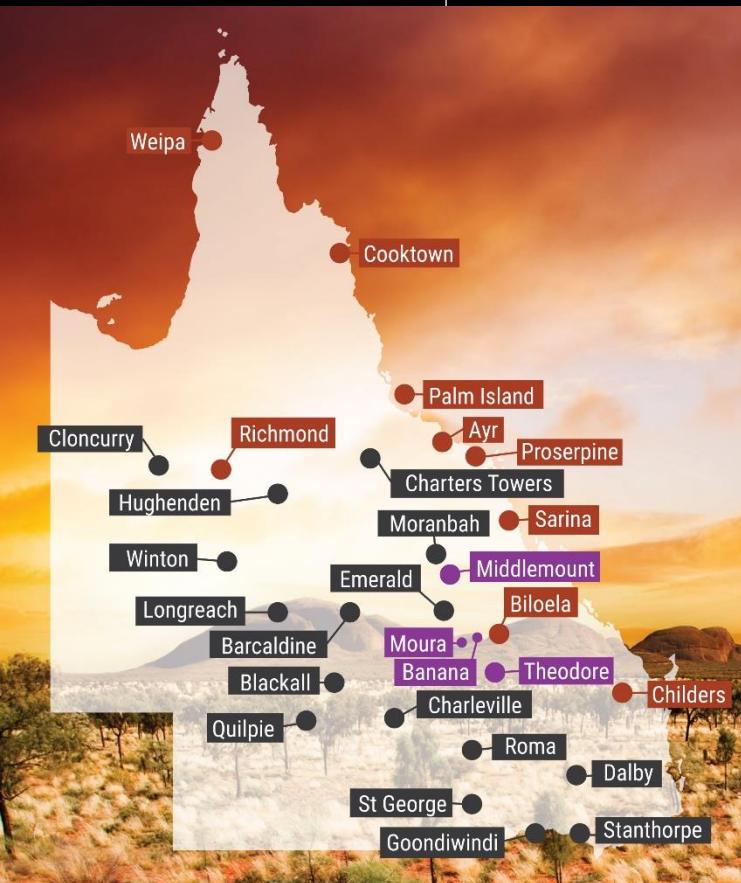 Weipa
Cooktown
Palm Island
Ayr
Richmond
Cloncurry
Proserpine
Charters Towers
Hughenden
Moranbah
Sarina
Winton
Middlemount
Emerald
Biloela
Longreach
Barcaldine
Moura
Banana
Theodore
Blackall
Childers
Charleville
Quilpie
Roma
Dalby
St George
Stanthorpe
Goondiwindi